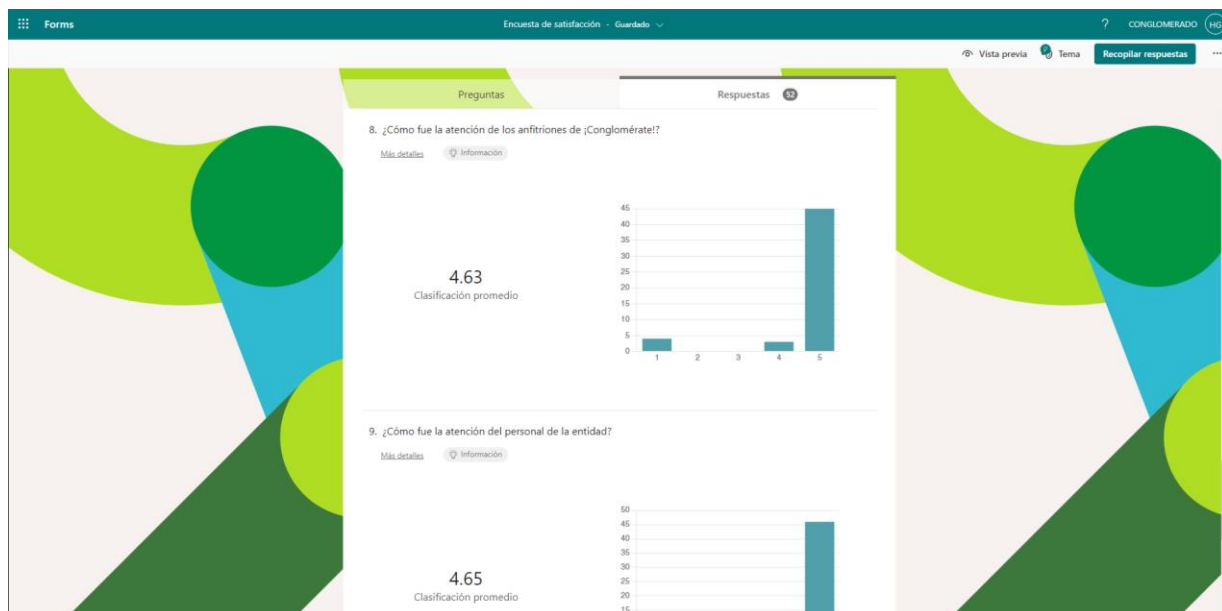 Forms
Encuesta de satisfacción - Guardado
? CONGLOMERADO HG
Vista previa
Tema
Recopilar respuestas
...
Preguntas
Respuestas 52
8. ¿Cómo fue la atención de los anfitriones de ¡Conglomérate!?
Más detalles
Información
4.63
Clasificación promedio
45
40
35
30
25
20
15
10
5
0
1 2 3 4 5
9. ¿Cómo fue la atención del personal de la entidad?
Más detalles
Información
4.65
Clasificación promedio
50
45
40
35
30
25
20
15